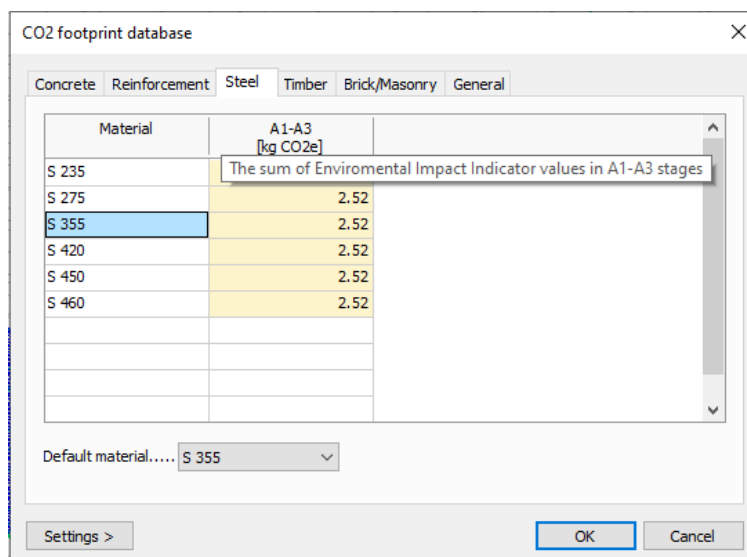 CO2 footprint database
Concrete Reinforcement Steel Timber Brick/Masonry General
Material A1-A3
[kg CO2e]
S 235
The sum of Enviromental Impact Indicator values in A1-A3 stages
S 275 2.52
S 355 2.52
S 420 2.52
S 450 2.52
S 460 2.52
Default material..... S 355
Settings > OK Cancel